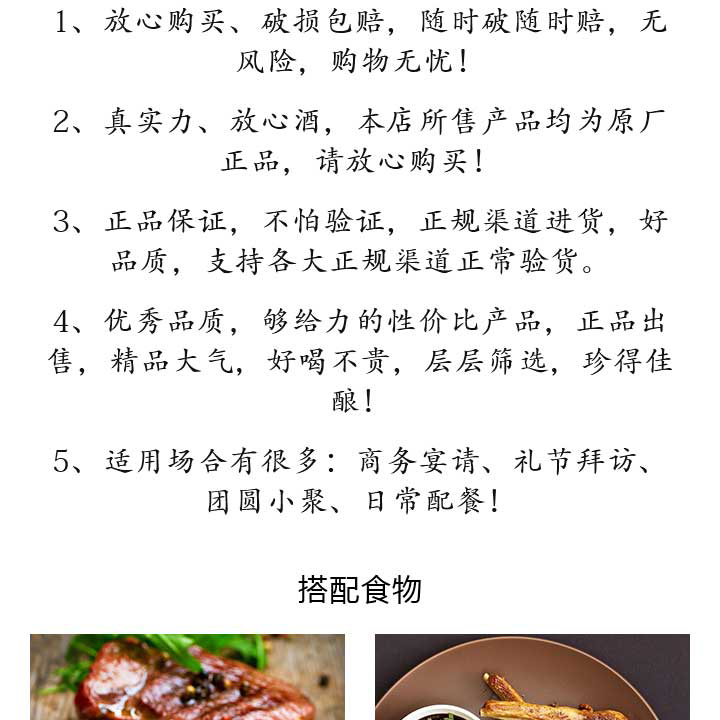 1、放心购买、破损包赔，随时破随时赔，无
风险，购物无忧！
2、真实力、放心酒，本店所售产品均为原厂
正品，请放心购买！
3、正品保证，不怕验证，正规渠道进货，好
品质，支持各大正规渠道正常验货。
4、优秀品质，够给力的性价比产品，正品出
售，精品大气，好喝不贵，层层筛选，珍得佳
酿！
5、适用场合有很多：商务宴请、礼节拜访、
团圆小聚、日常配餐！
搭配食物